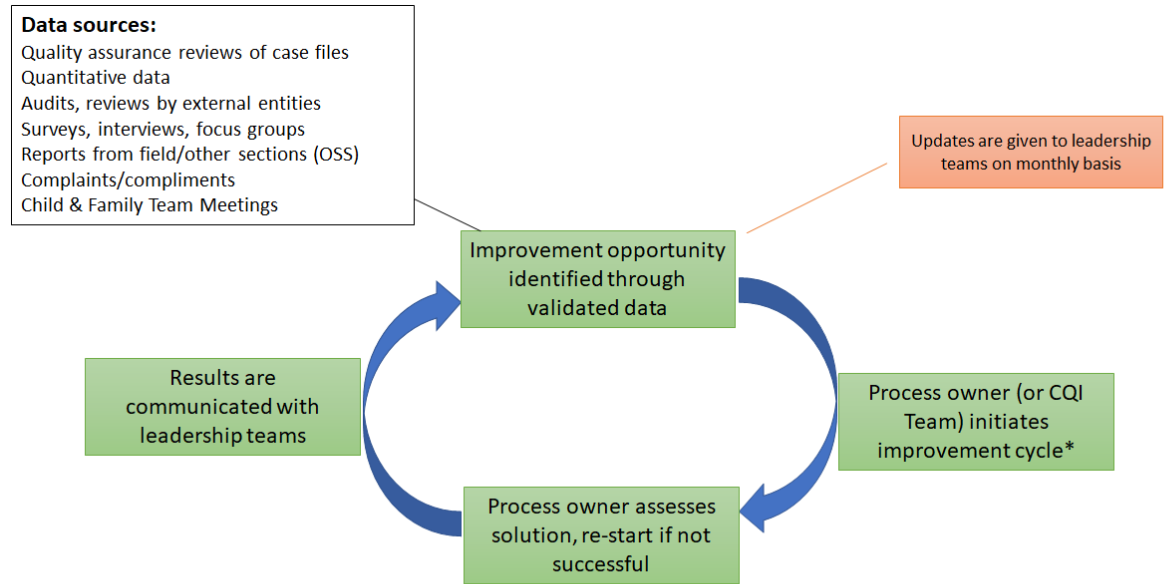 Data sources:
Quality assurance reviews of case files
Quantitative data
Audits, reviews by external entities
Surveys, interviews, focus groups
Reports from field/other sections (OSS)
Complaints/compliments
Child & Family Team Meetings
Updates are given to leadership
teams on monthly basis
Improvement opportunity
identified through
validated data
Process owner (or CQI
Team) initiates
improvement cycle*
Process owner assesses
solution, re-start if not
successful
Results are
communicated with
leadership teams